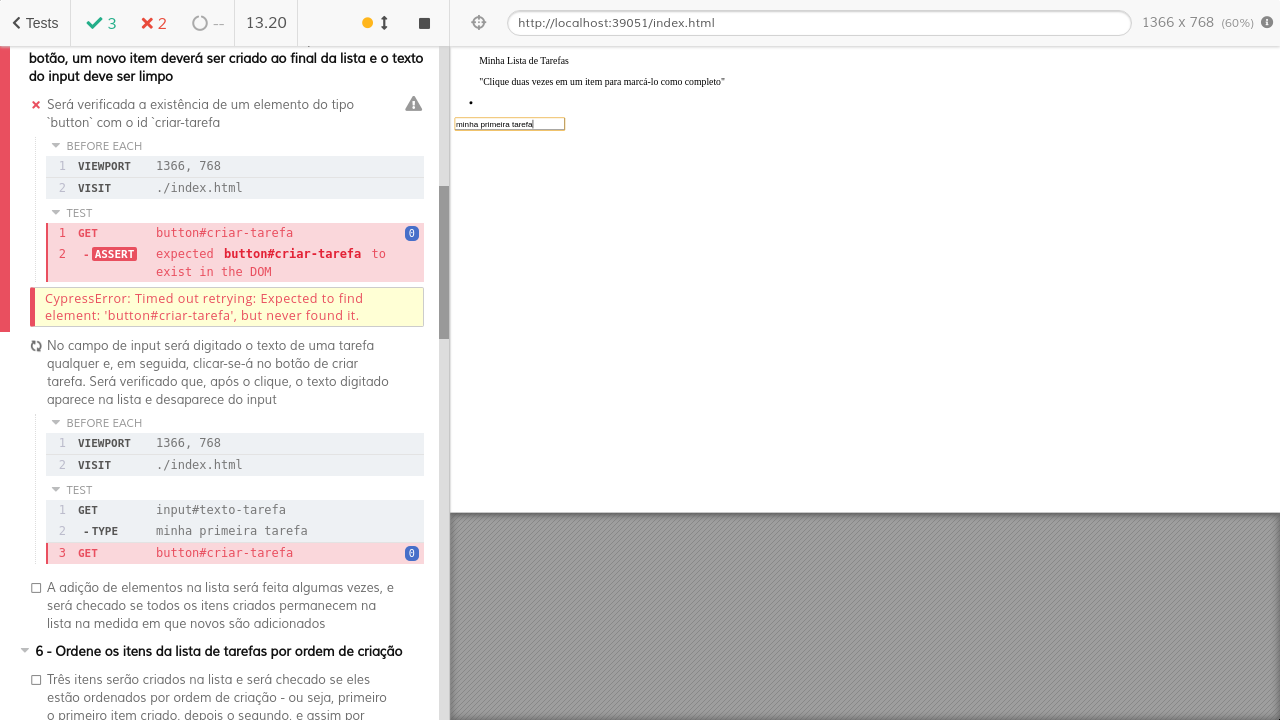 Tests
3
2
--
13.20
http://localhost:39051/index.html
1366 x 768 (60%)
botão, um novo item deverá ser criado ao final da lista e o texto
do input deve ser limpo
Será verificada a existência de um elemento do tipo
`button` com o id `criar-tarefa
BEFORE EACH
1 VIEWPORT 1366, 768
2 VISIT ./index.html
TEST
1 GET button#criar-tarefa 0
2 - ASSERT expected button#criar-tarefa to
exist in the DOM
CypressError: Timed out retrying: Expected to find
element: 'button#criar-tarefa', but never found it.
No campo de input será digitado o texto de uma tarefa
qualquer e, em seguida, clicar-se-á no botão de criar
tarefa. Será verificado que, após o clique, o texto digitado
aparece na lista e desaparece do input
BEFORE EACH
1 VIEWPORT 1366, 768
2 VISIT ./index.html
TEST
1 GET input#texto-tarefa
2 - TYPE minha primeira tarefa
3 GET button#criar-tarefa 0
A adição de elementos na lista será feita algumas vezes, e
será checado se todos os itens criados permanecem na
lista na medida em que novos são adicionados
6 - Ordene os itens da lista de tarefas por ordem de criação
Três itens serão criados na lista e será checado se eles
estão ordenados por ordem de criação - ou seja, primeiro
o primeiro item criado, depois o segundo, e assim por
Minha Lista de Tarefas
"Clique duas vezes em um item para marcá-lo como completo"
minha primeira tarefa